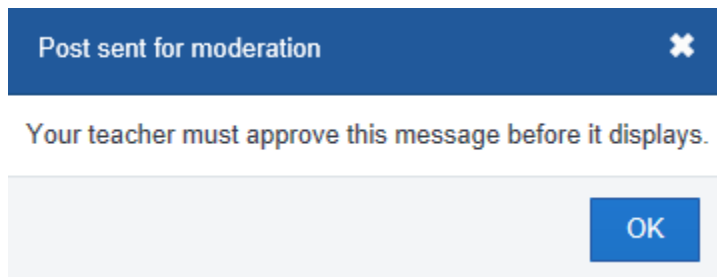 Post sent for moderation
Your teacher must approve this message before it displays.
OK